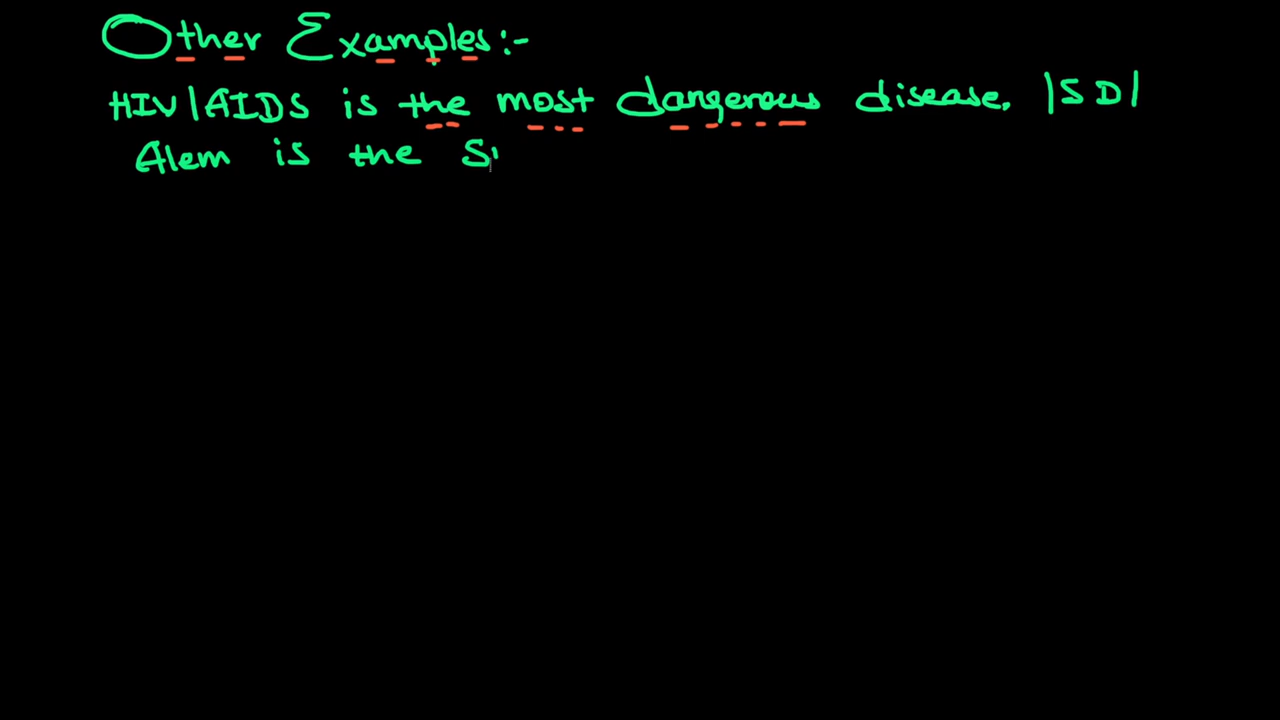 Other Examples:-
HIV/AIDS is the most dangerous disease. |SD|
Alem is the